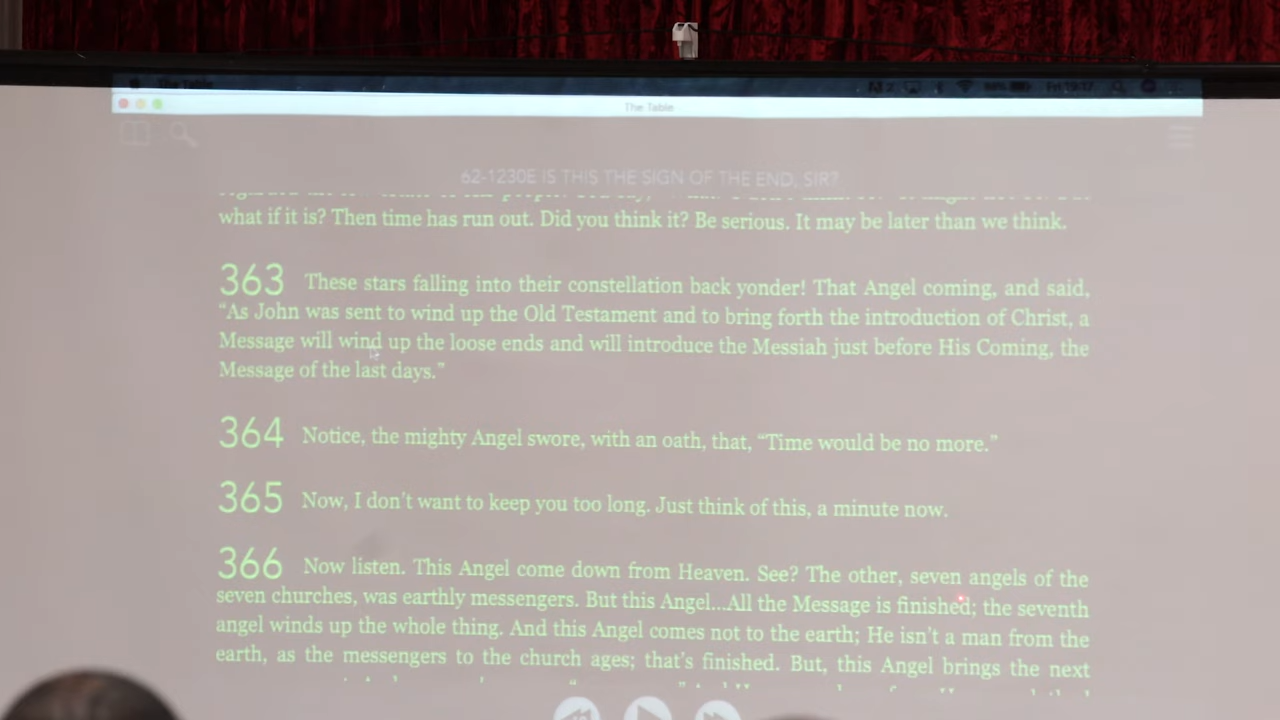 The Table
Fri 19:17
The Table
62-1230E IS THIS THE SIGN OF THE END, SIR?
what if it is? Then time has run out. Did you think it? Be serious. It may be later than we think.
363 These stars falling into their constellation back yonder! That Angel coming, and said,
“As John was sent to wind up the Old Testament and to bring forth the introduction of Christ, a
Message will wind up the loose ends and will introduce the Messiah just before His Coming, the
Message of the last days.”
364 Notice, the mighty Angel swore, with an oath, that, “Time would be no more.”
365 Now, I don’t want to keep you too long. Just think of this, a minute now.
366 Now listen. This Angel come down from Heaven. See? The other, seven angels of the
seven churches, was earthly messengers. But this Angel...All the Message is finished; the seventh
angel winds up the whole thing. And this Angel comes not to the earth; He isn’t a man from the
earth, as the messengers to the church ages; that’s finished. But, this Angel brings the next